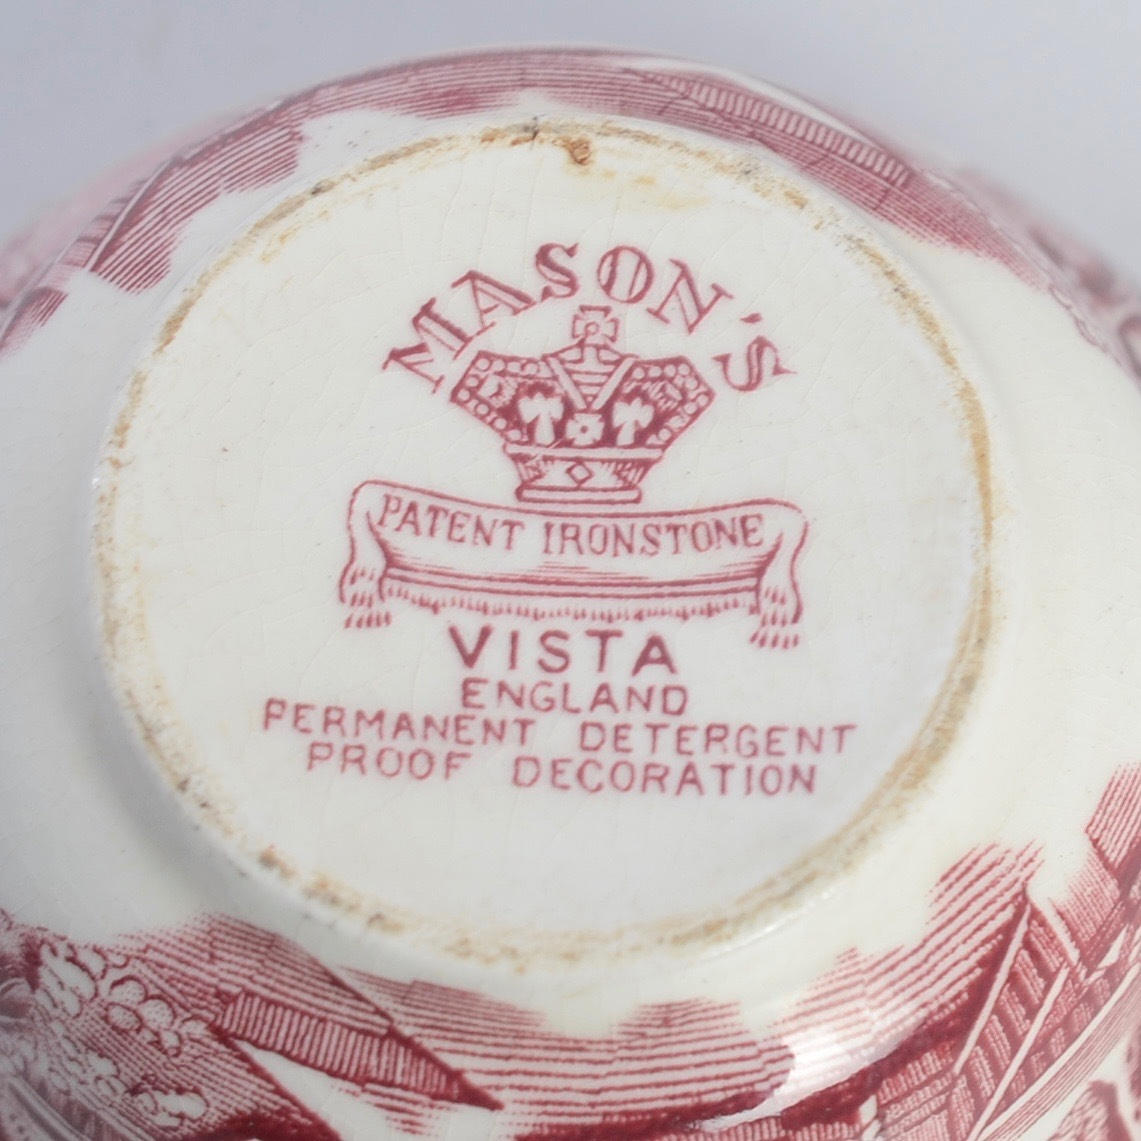 MASON'S
PATENT IRONSTONE
VISTA
ENGLAND
PERMANENT DETERGENT
PROOF DECORATION